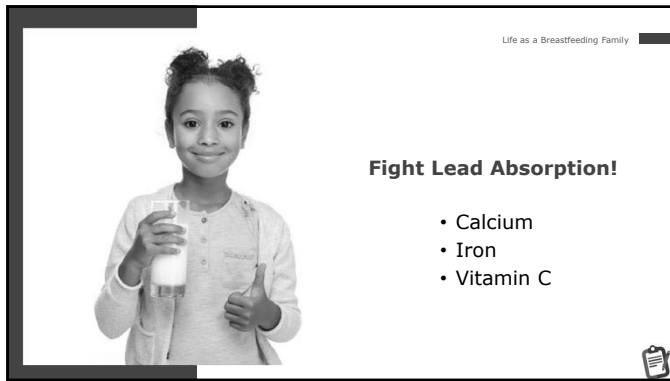 Life as a Breastfeeding Family
Fight Lead Absorption!
• Calcium
• Iron
• Vitamin C